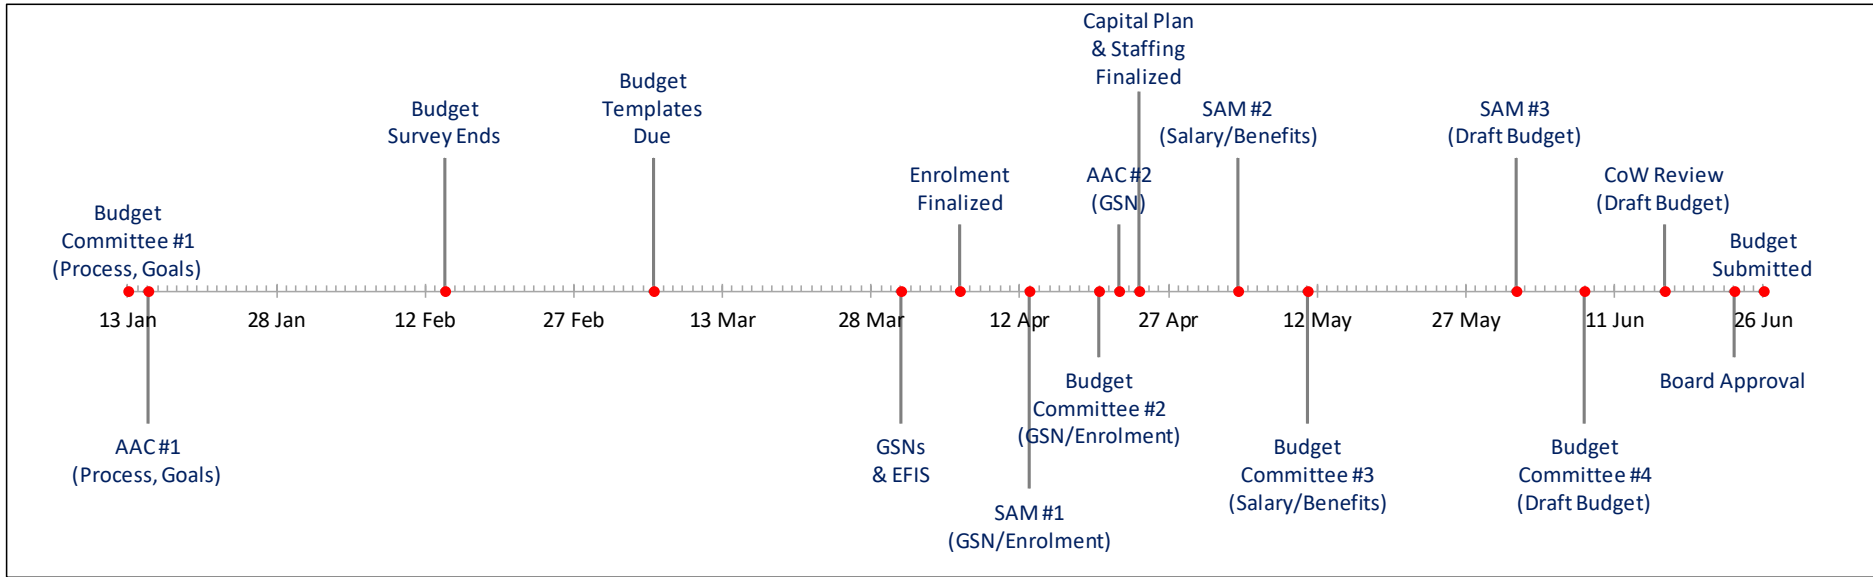 Capital Plan
& Staffing
Finalized
Budget
Templates
Due
Budget
Survey Ends
SAM #2
(Salary/Benefits)
SAM #3
(Draft Budget)
Enrolment
Finalized
AAC #2
(GSN)
CoW Review
(Draft Budget)
Budget
Committee #1
(Process, Goals)
Budget
Submitted
13 Jan
28 Jan
12 Feb
27 Feb
13 Mar
28 Mar
12 Apr
27 Apr
12 May
27 May
11 Jun
26 Jun
Budget
Committee #2
(GSN/Enrolment)
Board Approval
AAC #1
(Process, Goals)
GSNs
& EFIS
Budget
Committee #3
(Salary/Benefits)
Budget
Committee #4
(Draft Budget)
SAM #1
(GSN/Enrolment)